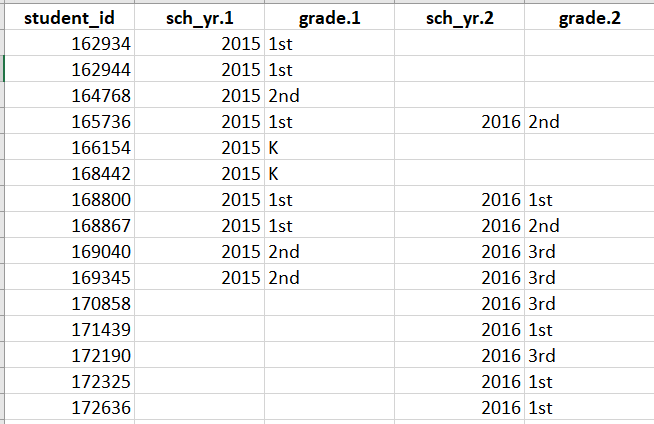 student_id sch_yr.1 grade.1 sch_yr.2 grade.2
162934 2015 1st
162944 2015 1st
164768 2015 2nd
165736 2015 1st 2016 2nd
166154 2015 K
168442 2015 K
168800 2015 1st 2016 1st
168867 2015 1st 2016 2nd
169040 2015 2nd 2016 3rd
169345 2015 2nd 2016 3rd
170858 2016 3rd
171439 2016 1st
172190 2016 3rd
172325 2016 1st
172636 2016 1st